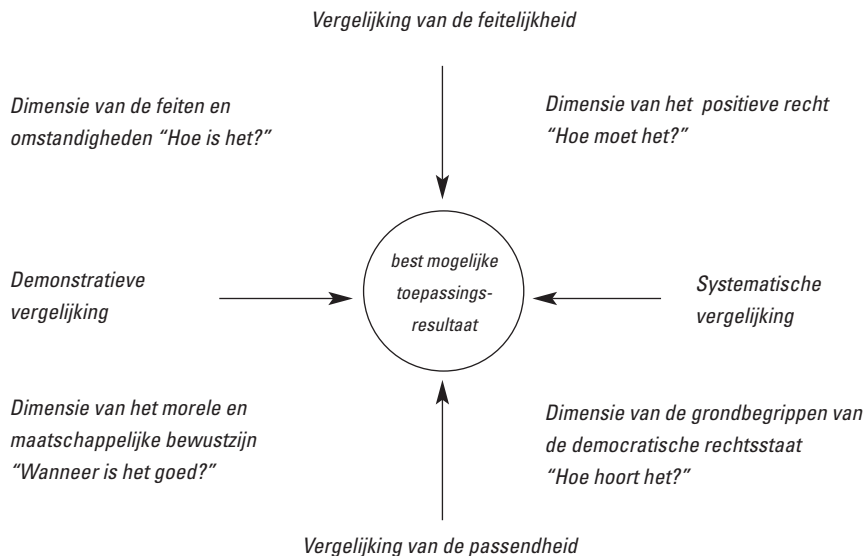 Vergelijking van de feitelijkheid
Dimensie van de feiten en
omstandigheden “Hoe is het?”
Dimensie van het positieve recht
“Hoe moet het?”
Demonstratieve
vergelijking
best mogelijke
toepassings-
resultaat
Systematische
vergelijking
Dimensie van het morele en
maatschappelijke bewustzijn
“Wanneer is het goed?”
Dimensie van de grondbegrippen van
de democratische rechtsstaat
“Hoe hoort het?”
Vergelijking van de passendheid